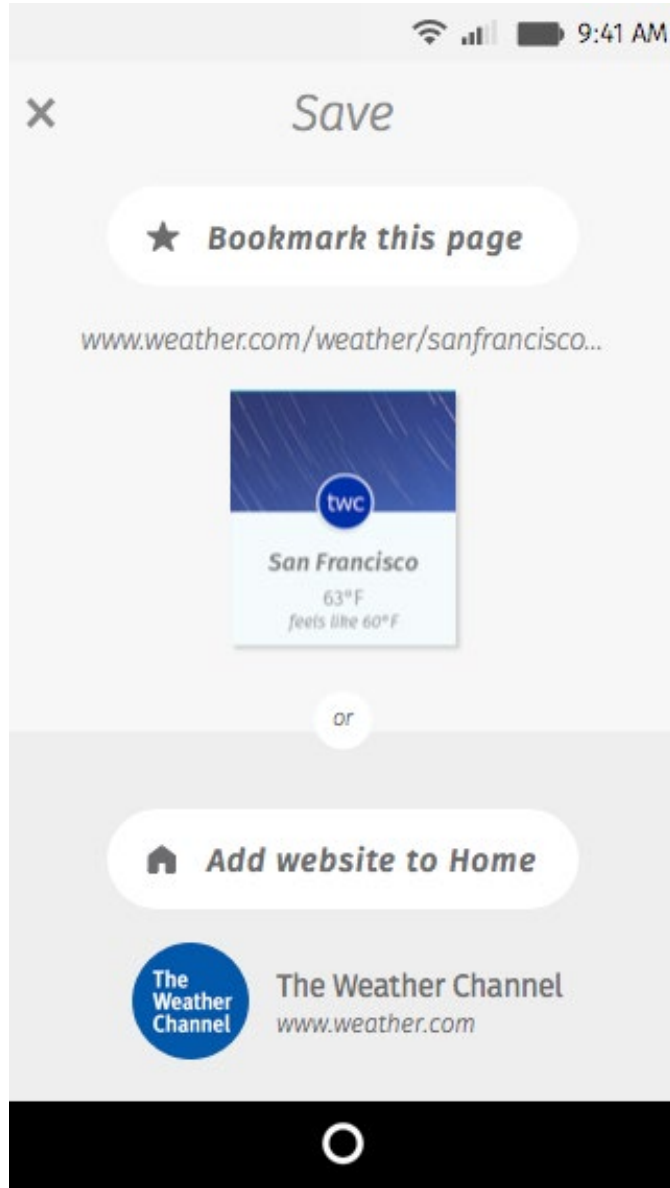 9:41 AM
Save
Bookmark this page
www.weather.com/weather/sanfrancisco...
twc
San Francisco
63°F
feels like 60°F
or
Add website to Home
The
Weather
Channel
The Weather Channel
www.weather.com